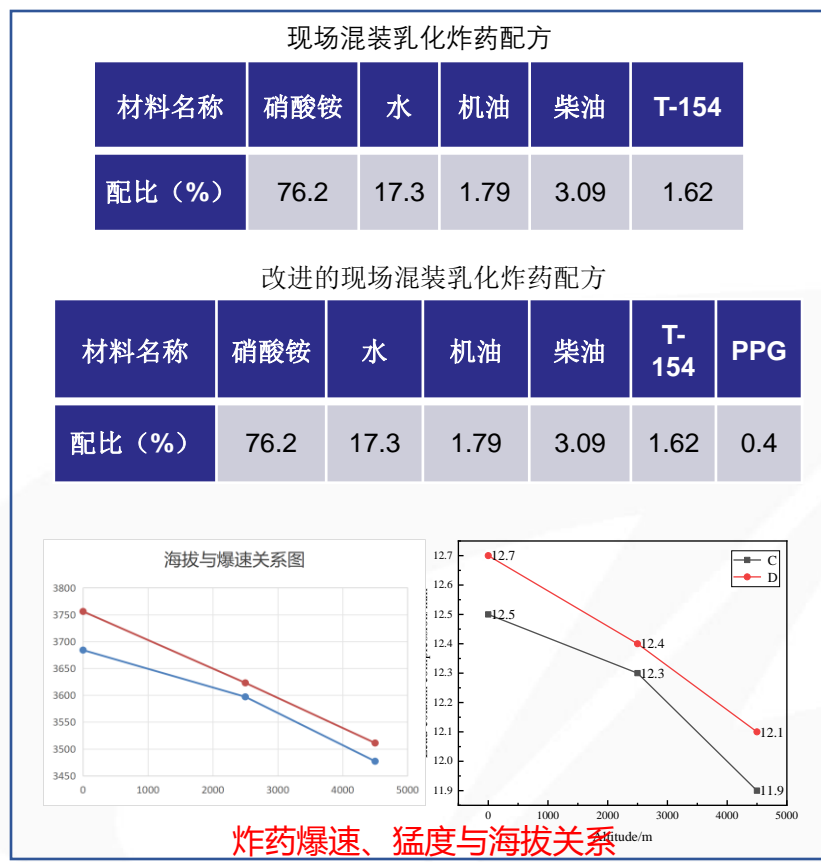 现场混装乳化炸药配方
材料名称 硝酸铵 水 机油 柴油 T-154
配比（%） 76.2 17.3 1.79 3.09 1.62
改进的现场混装乳化炸药配方
材料名称 硝酸铵 水 机油 柴油 T-154 PPG
配比（%） 76.2 17.3 1.79 3.09 1.62 0.4
海拔与爆速关系图
3800
3750
3700
3650
3600
3550
3500
3450
0 1000 2000 3000 4000 5000
12.7
12.6
12.5
12.4
12.3
12.2
12.1
12.0
11.9
12.7
12.5
12.4
12.3
12.1
11.9
C
D
0 1000 2000 3000 4000 5000
Altitude/m
炸药爆速、猛度与海拔关系